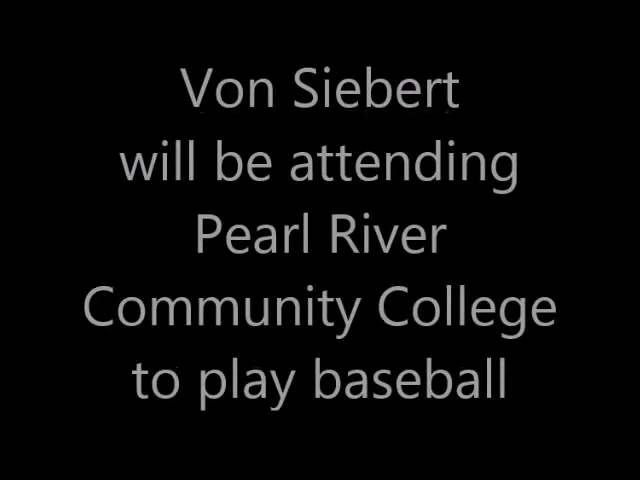 Von Siebert
will be attending
Pearl River
Community College
to play baseball